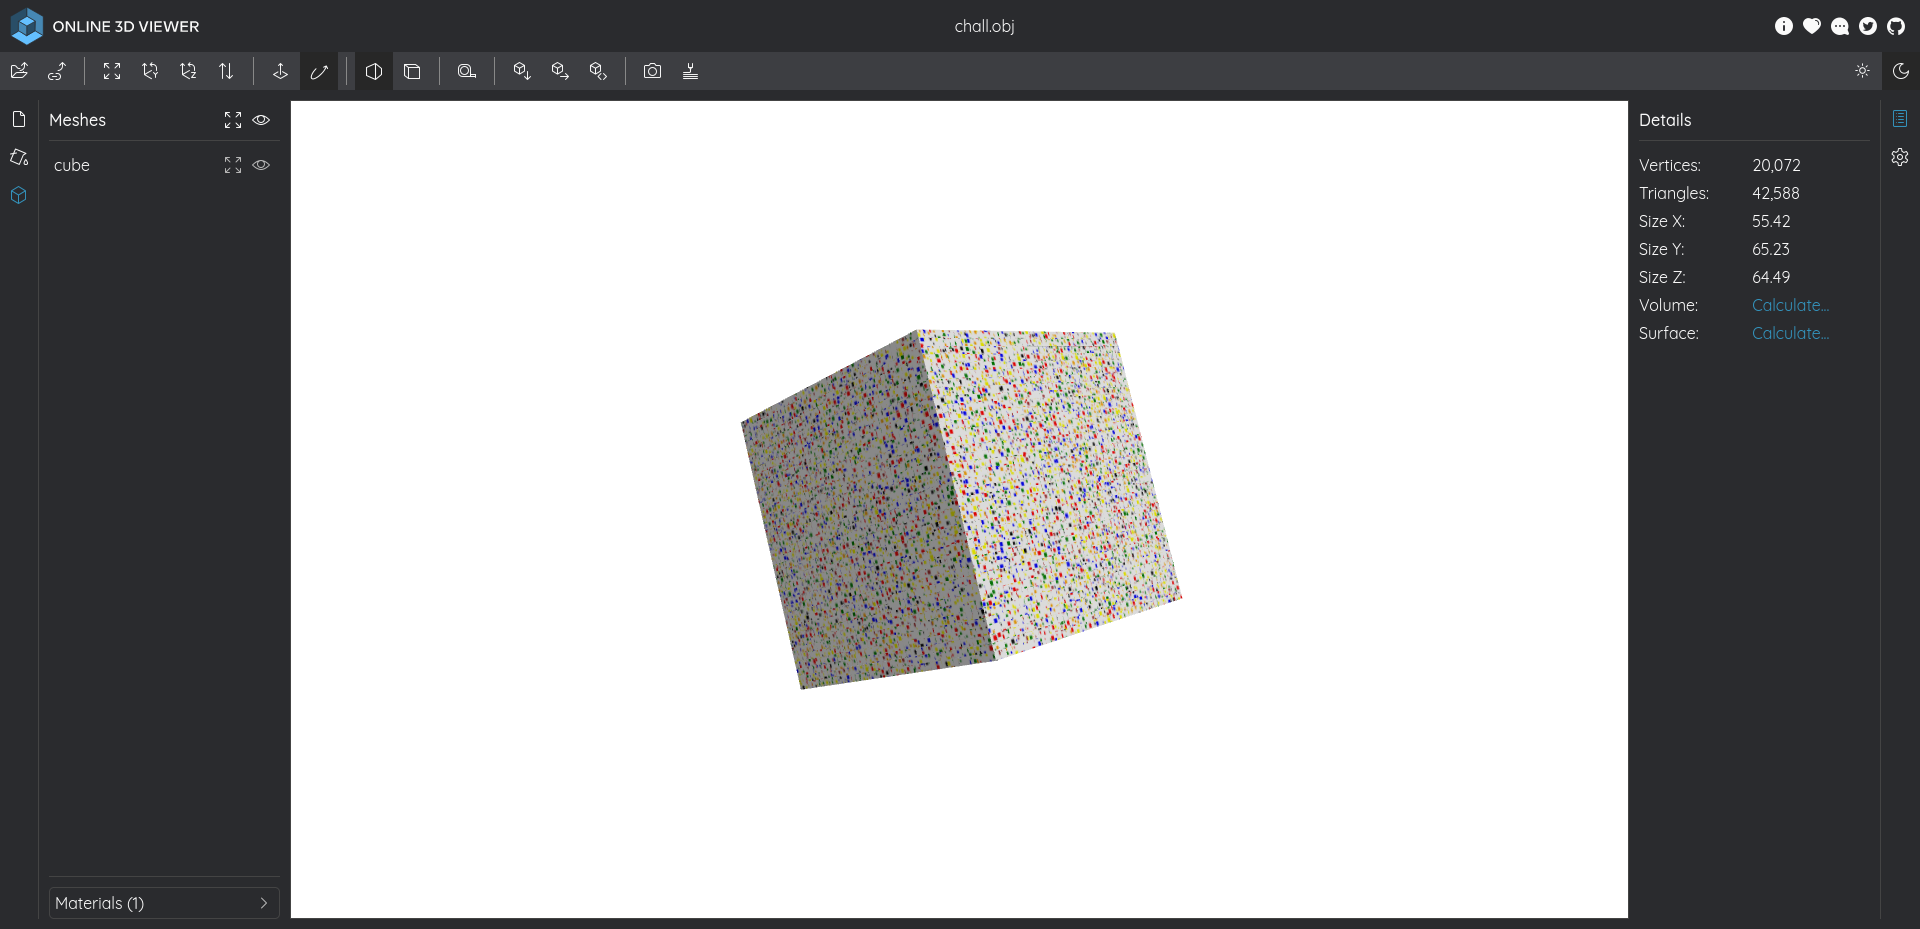 ONLINE 3D VIEWER
chall.obj
Meshes
cube
Materials (1)
Details
Vertices: 20,072
Triangles: 42,588
Size X: 55.42
Size Y: 65.23
Size Z: 64.49
Volume: Calculate...
Surface: Calculate...